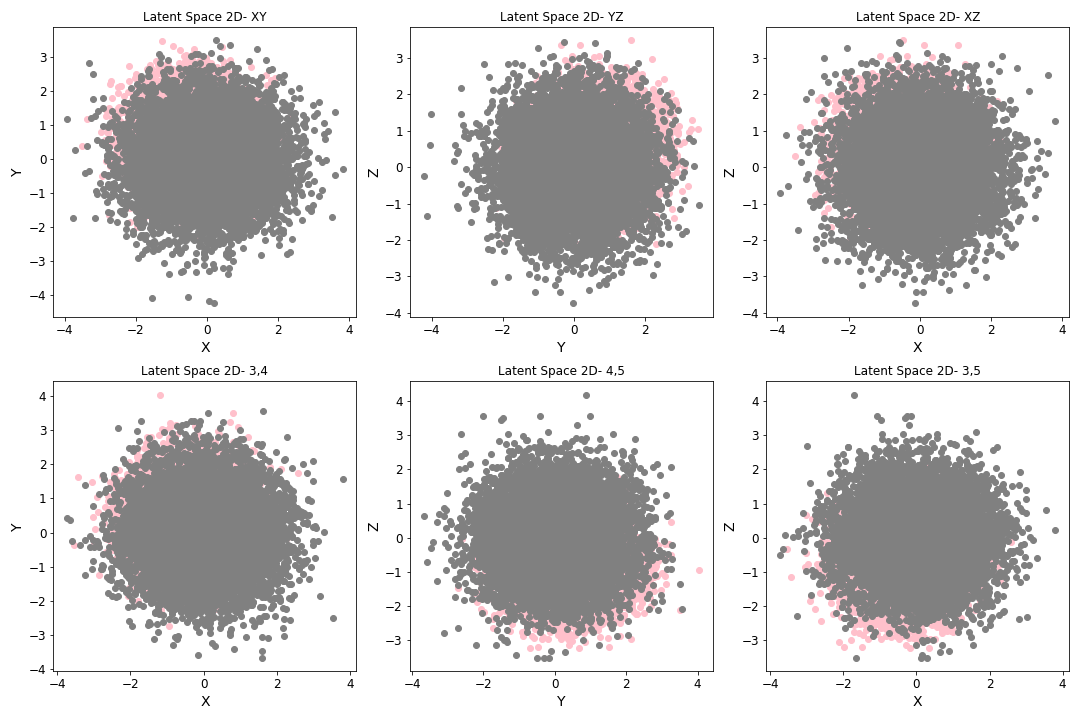 Latent Space 2D- XY
3
2
1
0
−1
−2
−3
−4
Y
−4 −2 0 2 4
X
Latent Space 2D- YZ
3
2
1
0
−1
−2
−3
−4
Z
−4 −2 0 2
Y
Latent Space 2D- XZ
3
2
1
0
−1
−2
−3
−4
Z
−4 −2 0 2 4
X
Latent Space 2D- 3,4
4
3
2
1
0
−1
−2
−3
−4
Y
−4 −2 0 2 4
X
Latent Space 2D- 4,5
4
3
2
1
0
−1
−2
−3
Z
−4 −2 0 2 4
Y
Latent Space 2D- 3,5
4
3
2
1
0
−1
−2
−3
Z
−4 −2 0 2 4
X